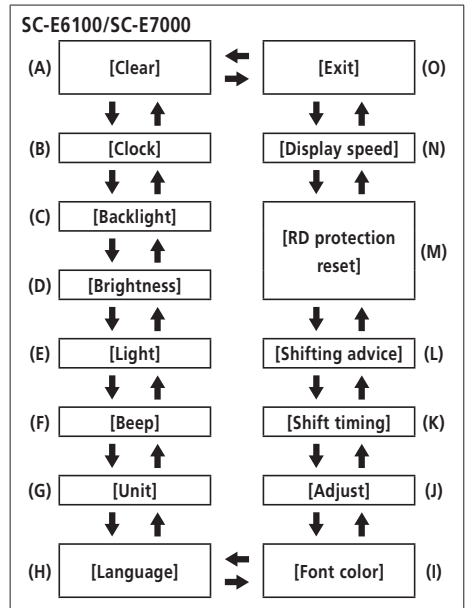 SC-E6100/SC-E7000
(A) [Clear] [Exit] (O)
(B) [Clock] [Display speed] (N)
(C) [Backlight]
[RD protection
reset] (M)
(D) [Brightness]
(E) [Light] [Shifting advice] (L)
(F) [Beep] [Shift timing] (K)
(G) [Unit] [Adjust] (J)
(H) [Language] [Font color] (I)